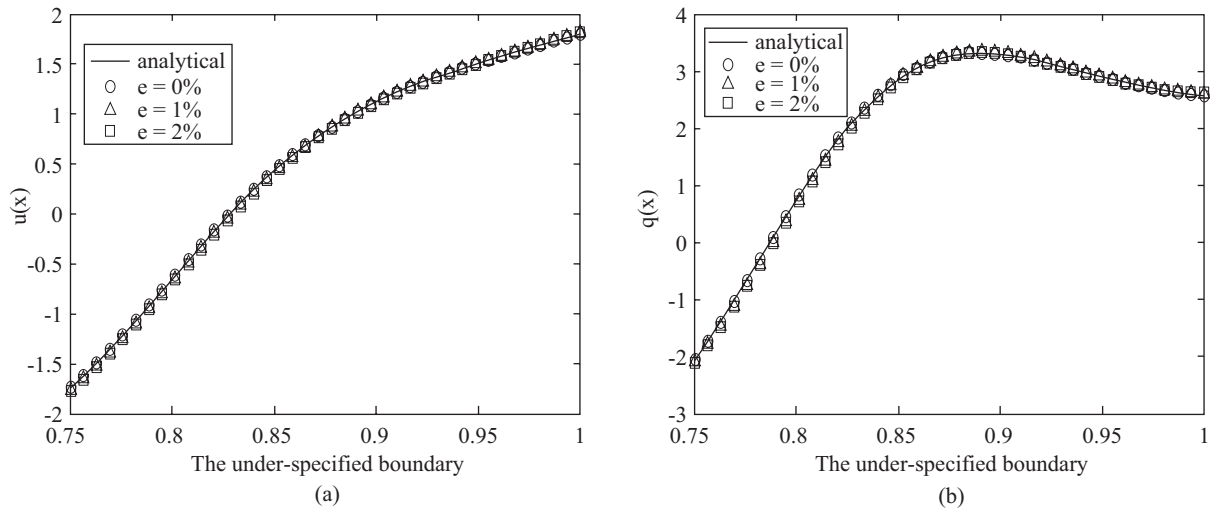 2
1.5
1
0.5
0
-0.5
-1
-1.5
-2
u(x)
analytical
e = 0%
e = 1%
e = 2%
0.75 0.8 0.85 0.9 0.95 1
The under-specified boundary
(a)
4
3
2
1
0
-1
-2
-3
q(x)
analytical
e = 0%
e = 1%
e = 2%
0.75 0.8 0.85 0.9 0.95 1
The under-specified boundary
(b)